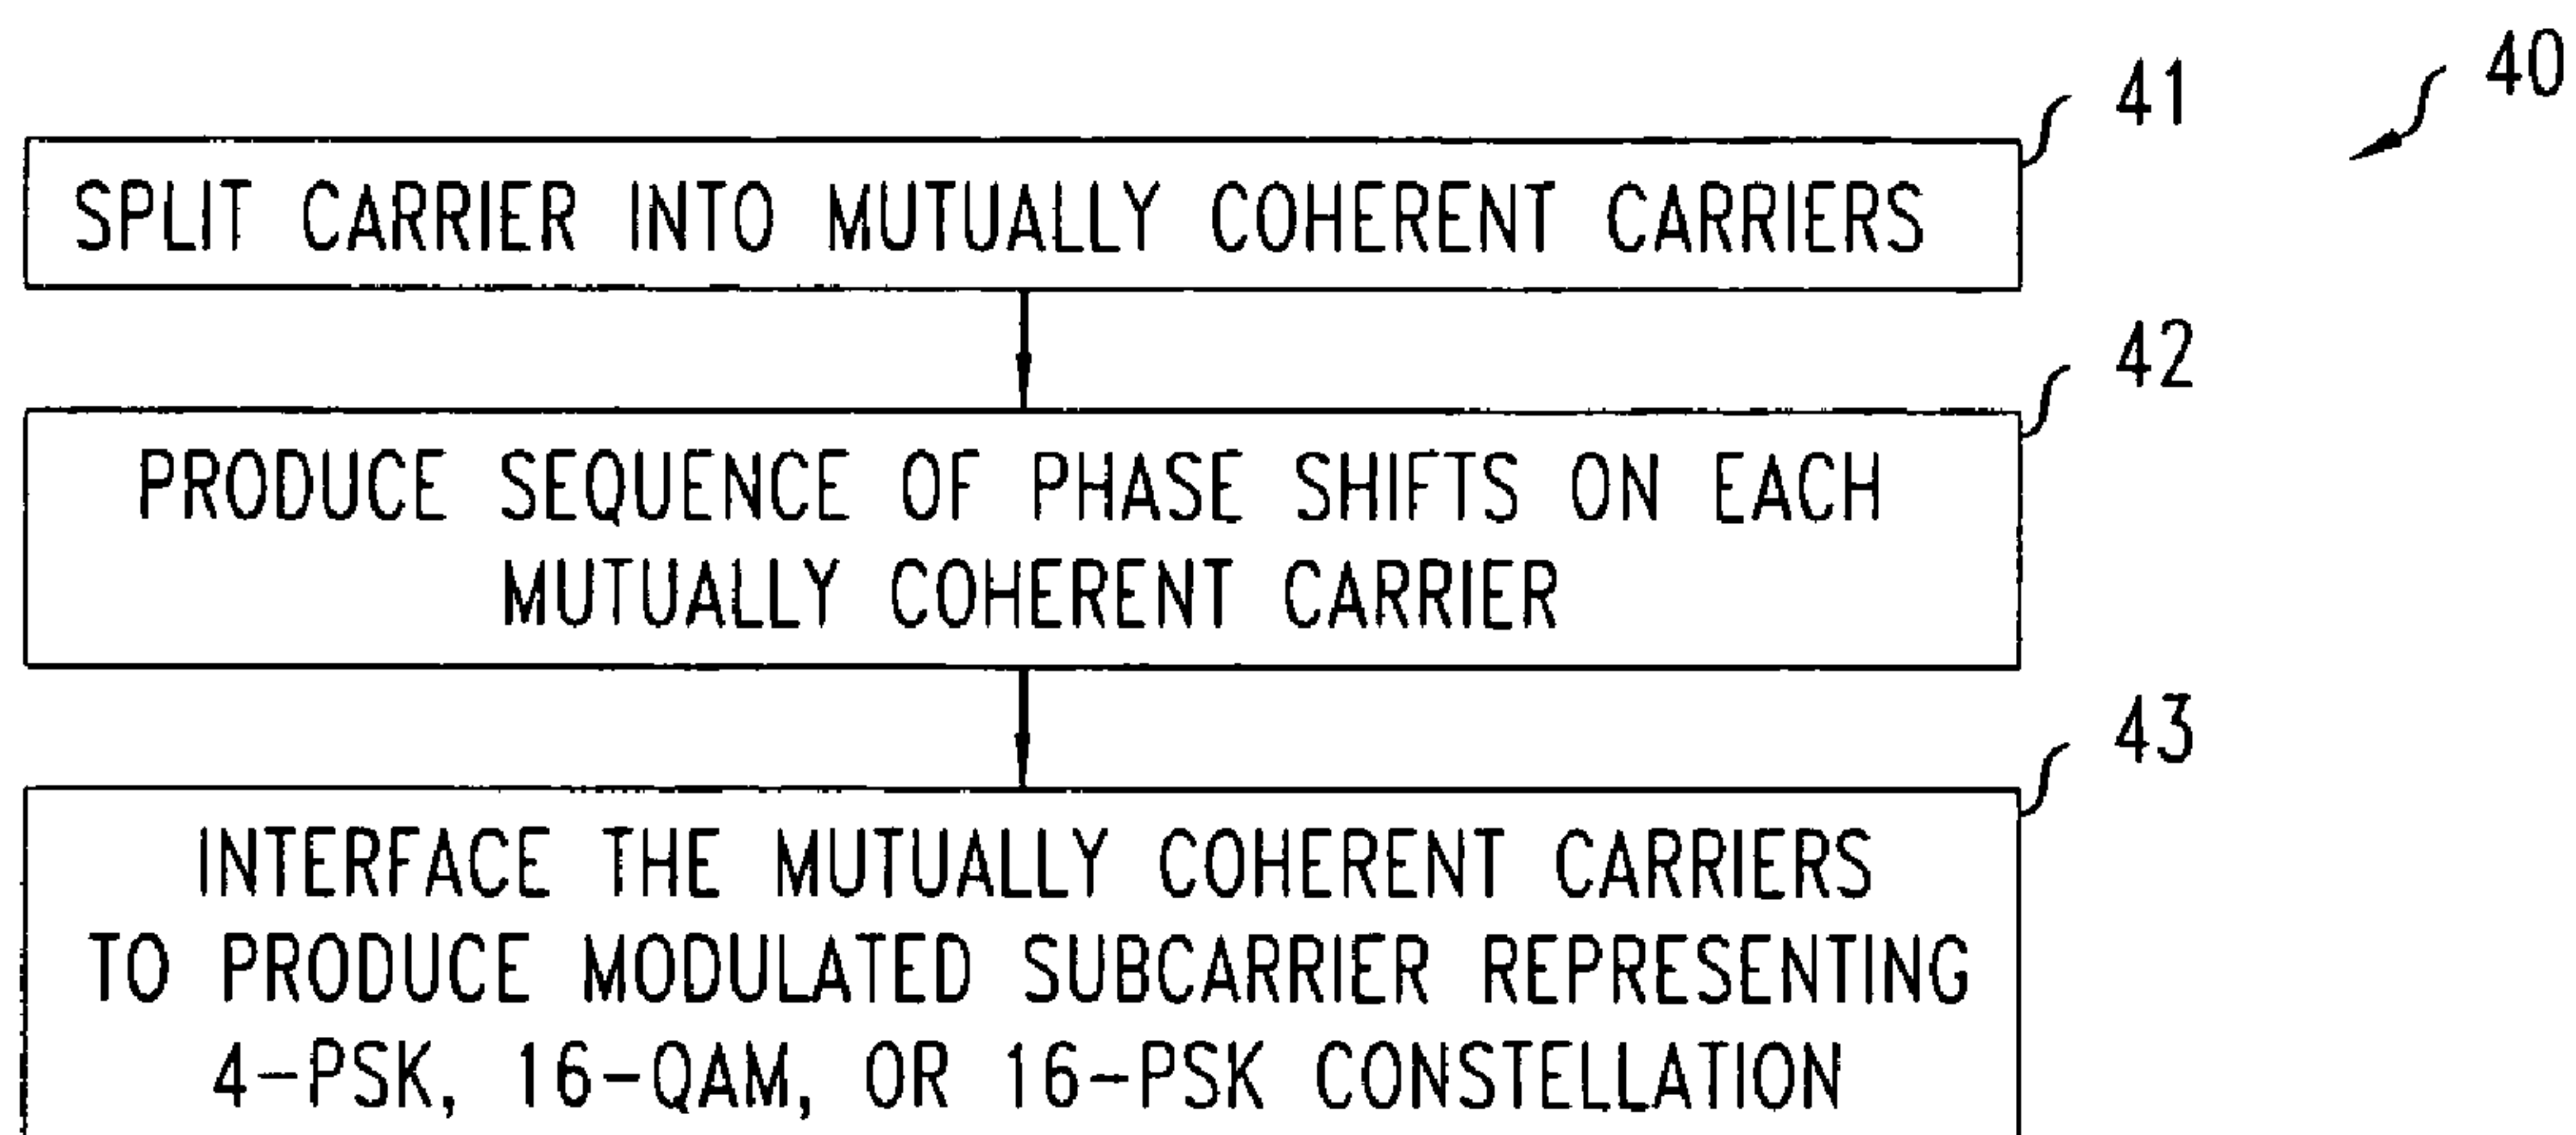 40
41
SPLIT CARRIER INTO MUTUALLY COHERENT CARRIERS
42
PRODUCE SEQUENCE OF PHASE SHIFTS ON EACH
MUTUALLY COHERENT CARRIER
43
INTERFACE THE MUTUALLY COHERENT CARRIERS
TO PRODUCE MODULATED SUBCARRIER REPRESENTING
4-PSK, 16-QAM, OR 16-PSK CONSTELLATION